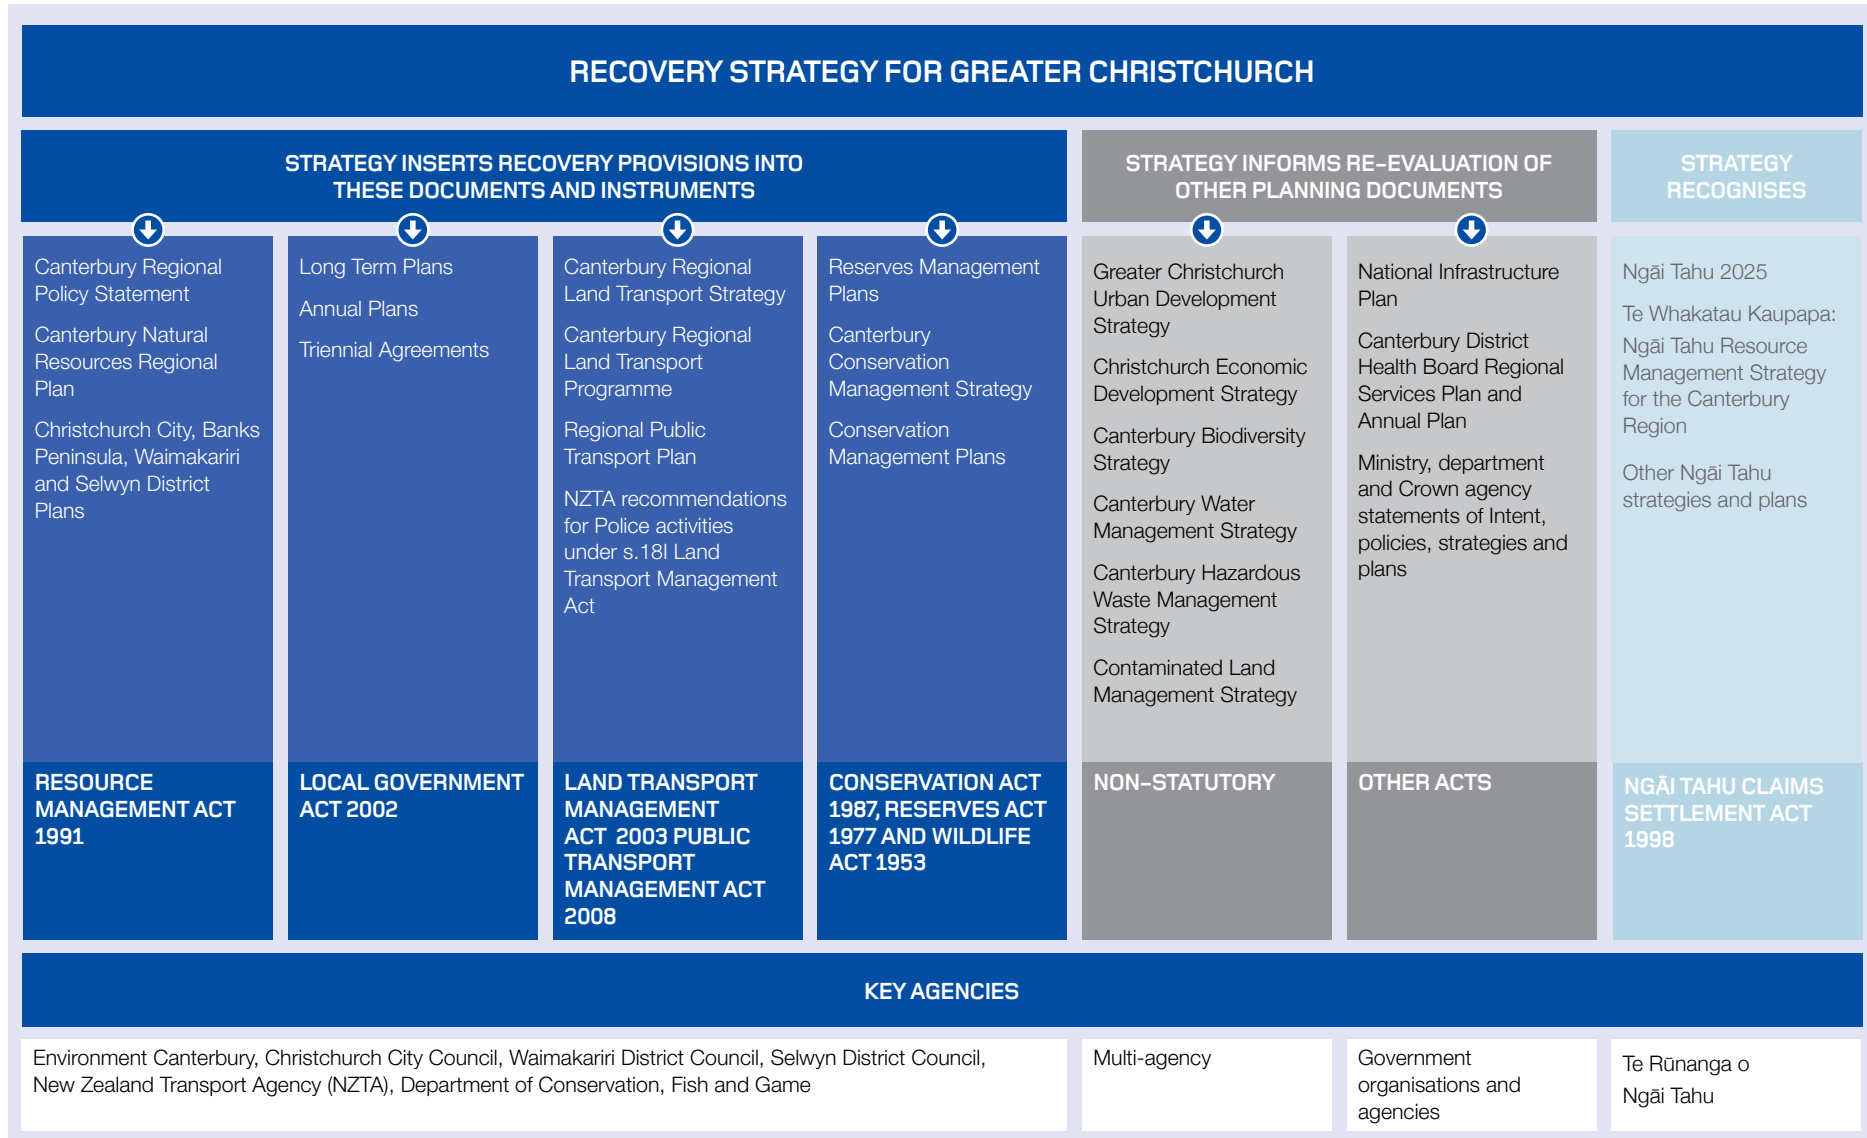 RECOVERY STRATEGY FOR GREATER CHRISTCHURCH
STRATEGY INSERTS RECOVERY PROVISIONS INTO
THESE DOCUMENTS AND INSTRUMENTS
Canterbury Regional
Policy Statement
Canterbury Natural
Resources Regional
Plan
Christchurch City, Banks
Peninsula, Waimakariri
and Selwyn District
Plans
RESOURCE
MANAGEMENT ACT
1991
Long Term Plans
Annual Plans
Triennial Agreements
LOCAL GOVERNMENT
ACT 2002
Canterbury Regional
Land Transport Strategy
Canterbury Regional
Land Transport
Programme
Regional Public
Transport Plan
NZTA recommendations
for Police activities
under s.18I Land
Transport Management
Act
LAND TRANSPORT
MANAGEMENT
ACT 2003 PUBLIC
TRANSPORT
MANAGEMENT ACT
2008
Reserves Management
Plans
Canterbury
Conservation
Management Strategy
Conservation
Management Plans
CONSERVATION ACT
1987, RESERVES ACT
1977 AND WILDLIFE
ACT 1953
STRATEGY INFORMS RE-EVALUATION OF
OTHER PLANNING DOCUMENTS
Greater Christchurch
Urban Development
Strategy
Christchurch Economic
Development Strategy
Canterbury Biodiversity
Strategy
Canterbury Water
Management Strategy
Canterbury Hazardous
Waste Management
Strategy
Contaminated Land
Management Strategy
NON-STATUTORY
National Infrastructure
Plan
Canterbury District
Health Board Regional
Services Plan and
Annual Plan
Ministry, department
and Crown agency
statements of Intent,
policies, strategies and
plans
OTHER ACTS
STRATEGY
RECOGNISES
Ngāi Tahu 2025
Te Whakatau Kaupapa:
Ngāi Tahu Resource
Management Strategy
for the Canterbury
Region
Other Ngāi Tahu
strategies and plans
NGĀI TAHU CLAIMS
SETTLEMENT ACT
1998
KEY AGENCIES
Environment Canterbury, Christchurch City Council, Waimakariri District Council, Selwyn District Council,
New Zealand Transport Agency (NZTA), Department of Conservation, Fish and Game
Multi-agency
Government
organisations and
agencies
Te Rūnanga o
Ngāi Tahu